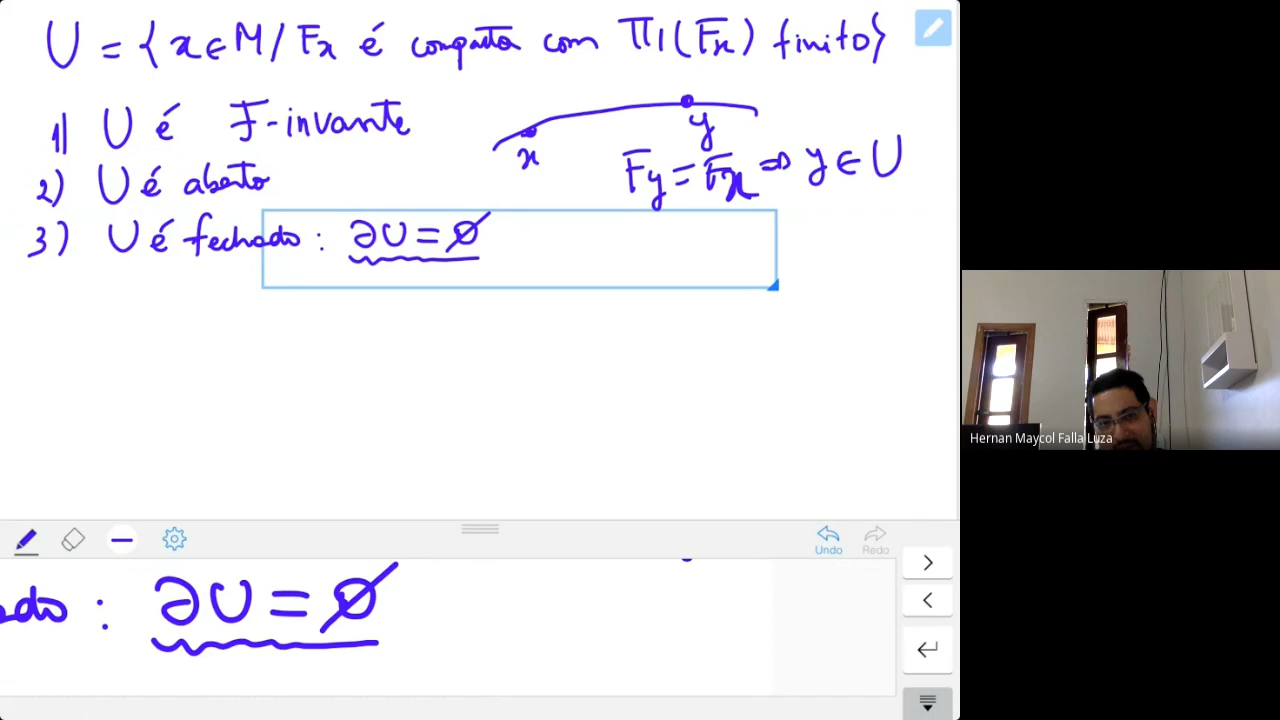 U = {x ∈ M / Fx é compacta com Π1(Fx) finito}
1) U é F-invante
x y
Fy = Fx ⇒ y ∈ U
2) U é aberto
3) U é fechado : ∂U = ∅
Hernan Maycol Falla Luza
Undo Redo
ado : ∂U = ∅